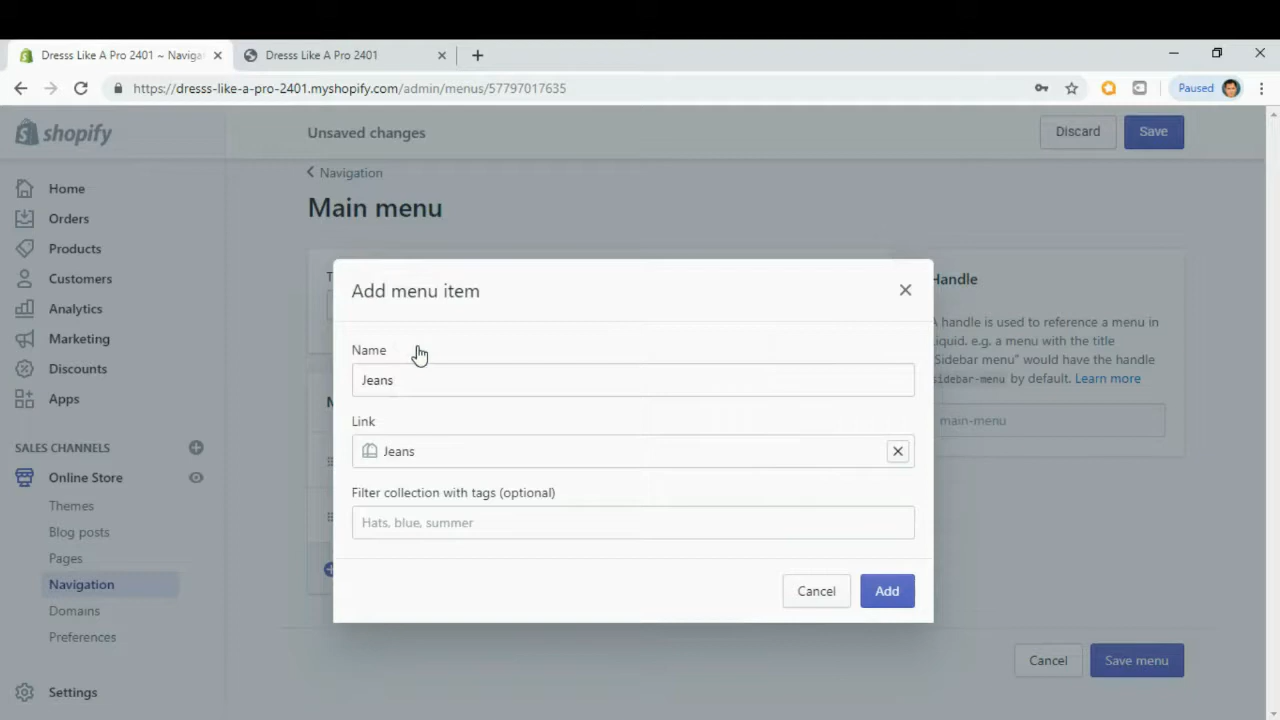 Dresss Like A Pro 2401 ~ Naviga
Dresss Like A Pro 2401
https://dresss-like-a-pro-2401.myshopify.com/admin/menus/57797017635
Paused
shopify
Unsaved changes
Discard
Save
Navigation
Main menu
Home
Orders
Products
Customers
Analytics
Marketing
Discounts
Apps
SALES CHANNELS
Online Store
Themes
Blog posts
Pages
Navigation
Domains
Preferences
Settings
Add menu item
Name
Jeans
Link
Jeans
Filter collection with tags (optional)
Hats, blue, summer
Cancel
Add
Handle
A handle is used to reference a menu in
Liquid. e.g. a menu with the title
"Sidebar menu" would have the handle
sidebar-menu by default. Learn more
main-menu
Cancel
Save menu